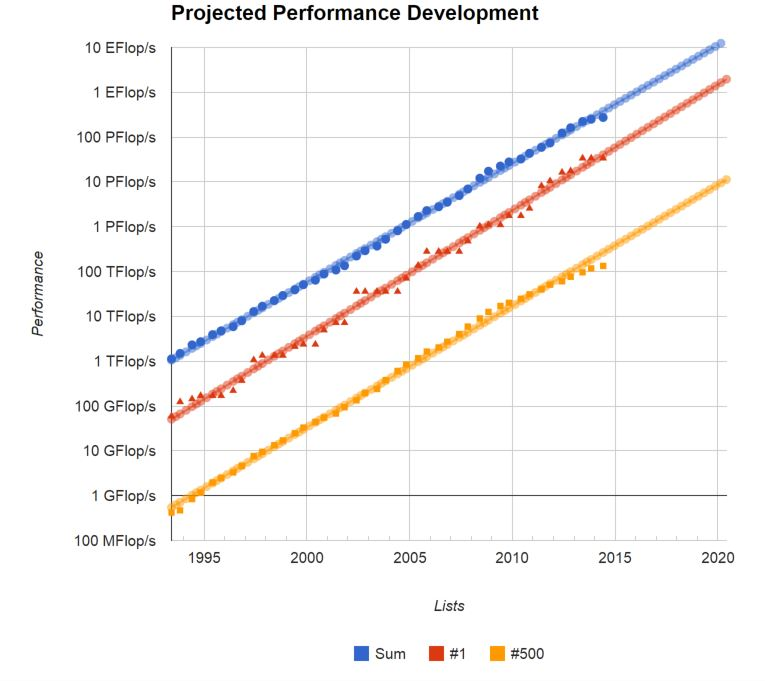 Projected Performance Development
10 EFlop/s
1 EFlop/s
100 PFlop/s
10 PFlop/s
1 PFlop/s
100 TFlop/s
10 TFlop/s
1 TFlop/s
100 GFlop/s
10 GFlop/s
1 GFlop/s
100 MFlop/s
Performance
1995 2000 2005 2010 2015 2020
Lists
Sum #1 #500